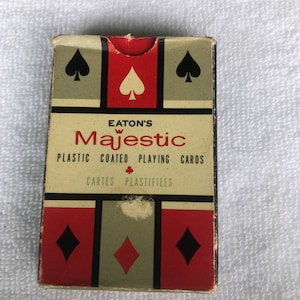 EATON'S
Majestic
PLASTIC COATED PLAYING CARDS
CARTES PLASTIFIEES